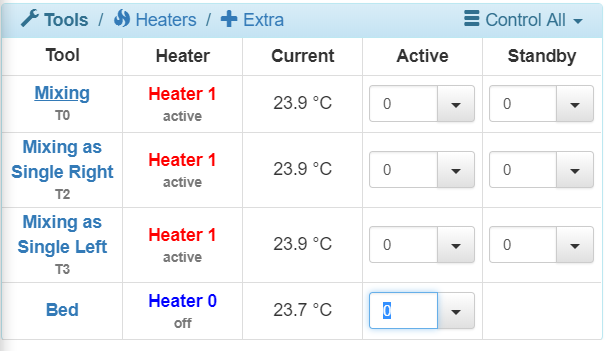 Tools / Heaters / Extra Control All
Tool Heater Current Active Standby
Mixing Heater 1 23.9 °C 0 0
T0 active
Mixing as Heater 1 23.9 °C 0 0
Single Right active
T2
Mixing as Heater 1 23.9 °C 0 0
Single Left active
T3
Bed Heater 0 23.7 °C 0
off